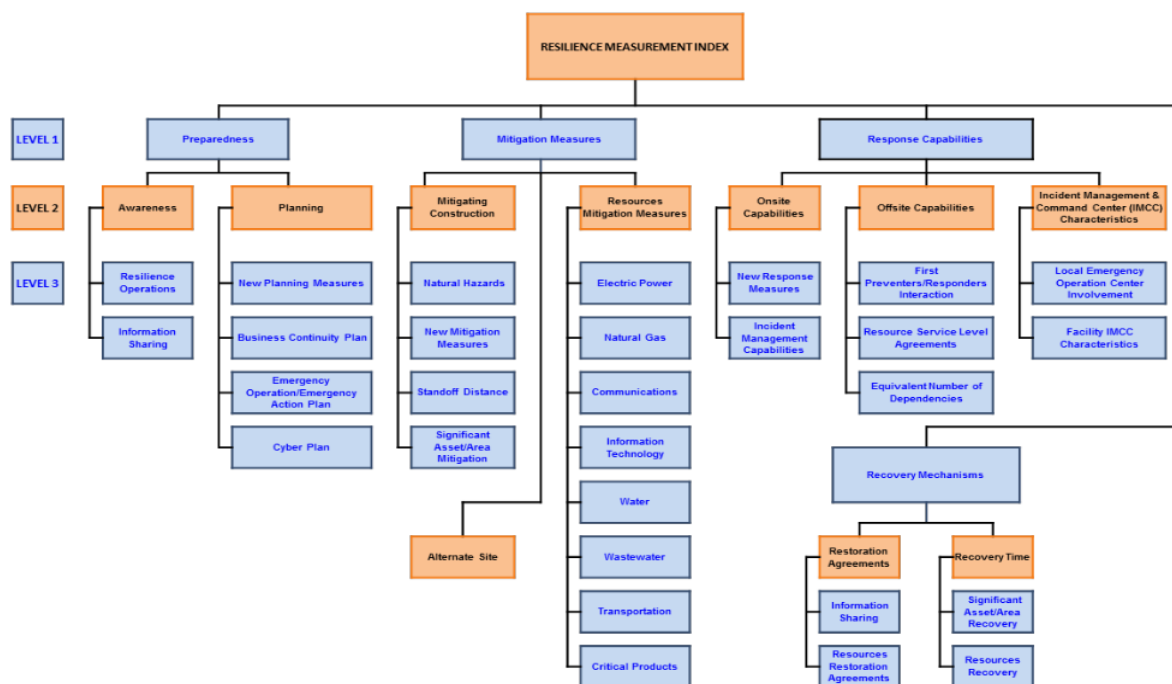 RESILIENCE MEASUREMENT INDEX
LEVEL 1
Preparedness
Mitigation Measures
Response Capabilities
LEVEL 2
Awareness
Planning
Mitigating
Construction
Resources
Mitigation Measures
Onsite
Capabilities
Offsite Capabilities
Incident Management &
Command Center (IMCC)
Characteristics
LEVEL 3
Resilience
Operations
New Planning Measures
Natural Hazards
Electric Power
New Response
Measures
First
Preventers/Responders
Interaction
Local Emergency
Operation Center
Involvement
Information
Sharing
Business Continuity Plan
New Mitigation
Measures
Natural Gas
Incident
Management
Capabilities
Resource Service Level
Agreements
Facility IMCC
Characteristics
Emergency
Operation/Emergency
Action Plan
Standoff Distance
Communications
Equivalent Number of
Dependencies
Cyber Plan
Significant
Asset/Area
Mitigation
Information
Technology
Recovery Mechanisms
Water
Alternate Site
Wastewater
Restoration
Agreements
Recovery Time
Transportation
Information
Sharing
Significant
Asset/Area
Recovery
Critical Products
Resources
Restoration
Agreements
Resources
Recovery